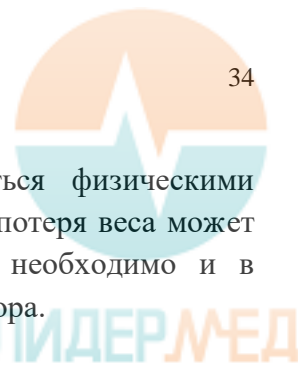 34
ться физическими
потеря веса может
необходимо и в
ора.
ЛИДЕРМЕД